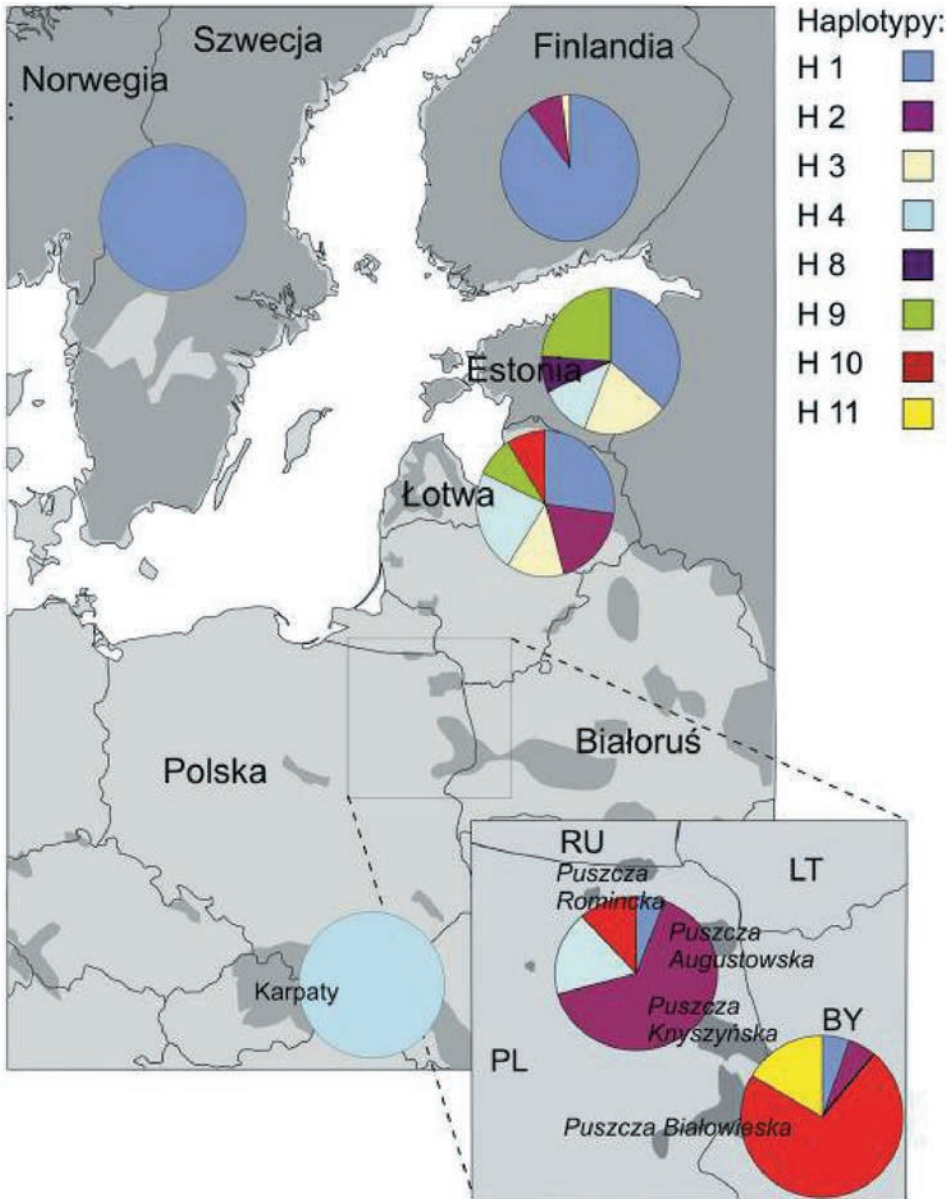 Szwecja
Norwegia
:
Finlandia
Estonia
Łotwa
Polska
Białoruś
Karpaty
Haplotypy:
H 1
H 2
H 3
H 4
H 8
H 9
H 10
H 11
RU
LT
Puszcza
Romincka
Puszcza
Augustowska
Puszcza
Knyszyńska
BY
PL
Puszcza Białowieska